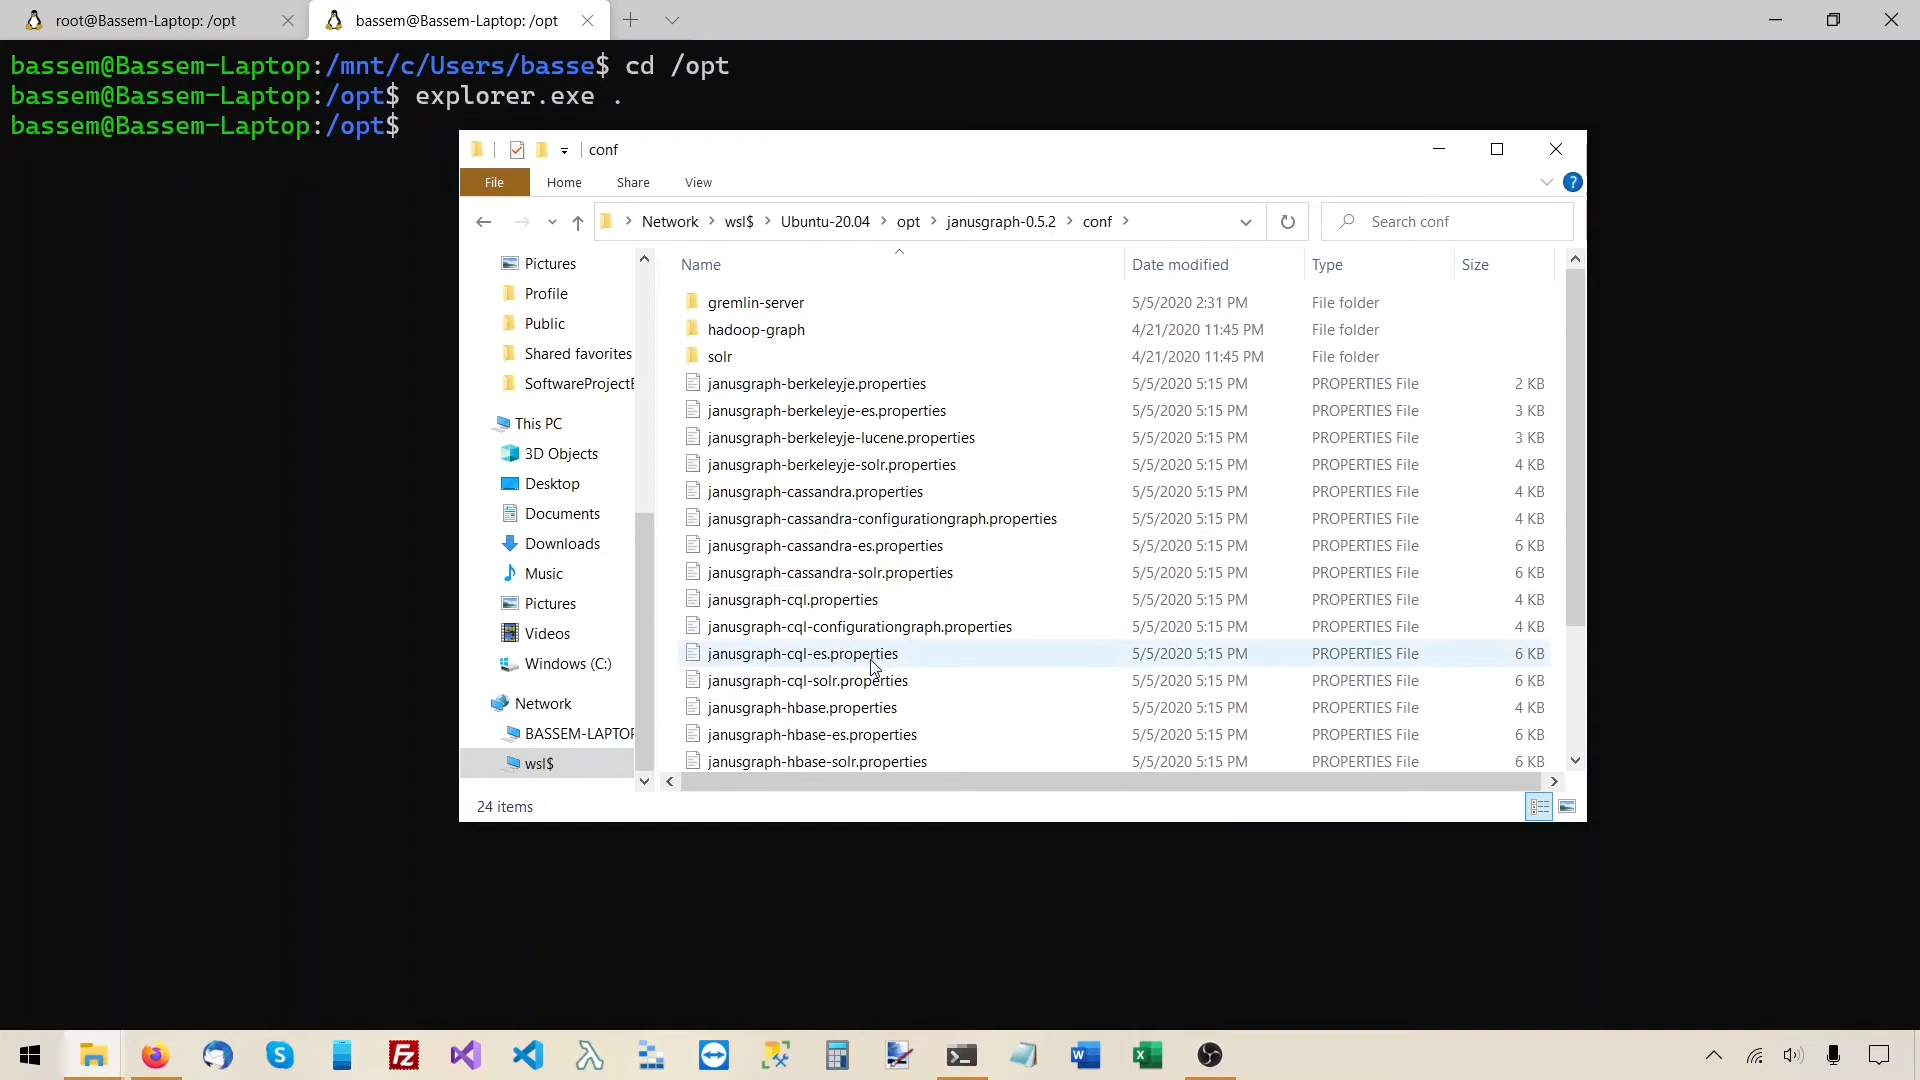 root@Bassem-Laptop: /opt
bassem@Bassem-Laptop: /opt
bassem@Bassem-Laptop:/mnt/c/Users/basse$ cd /opt
bassem@Bassem-Laptop:/opt$ explorer.exe .
bassem@Bassem-Laptop:/opt$
conf
File Home Share View
Network wsl$ Ubuntu-20.04 opt janusgraph-0.5.2 conf
Search conf
Pictures
Profile
Public
Shared favorites
SoftwareProjectE
This PC
3D Objects
Desktop
Documents
Downloads
Music
Pictures
Videos
Windows (C:)
Network
BASSEM-LAPTOP
wsl$
Name Date modified Type Size
gremlin-server 5/5/2020 2:31 PM File folder
hadoop-graph 4/21/2020 11:45 PM File folder
solr 4/21/2020 11:45 PM File folder
janusgraph-berkeleyje.properties 5/5/2020 5:15 PM PROPERTIES File 2 KB
janusgraph-berkeleyje-es.properties 5/5/2020 5:15 PM PROPERTIES File 3 KB
janusgraph-berkeleyje-lucene.properties 5/5/2020 5:15 PM PROPERTIES File 3 KB
janusgraph-berkeleyje-solr.properties 5/5/2020 5:15 PM PROPERTIES File 4 KB
janusgraph-cassandra.properties 5/5/2020 5:15 PM PROPERTIES File 4 KB
janusgraph-cassandra-configurationgraph.properties 5/5/2020 5:15 PM PROPERTIES File 4 KB
janusgraph-cassandra-es.properties 5/5/2020 5:15 PM PROPERTIES File 6 KB
janusgraph-cassandra-solr.properties 5/5/2020 5:15 PM PROPERTIES File 6 KB
janusgraph-cql.properties 5/5/2020 5:15 PM PROPERTIES File 4 KB
janusgraph-cql-configurationgraph.properties 5/5/2020 5:15 PM PROPERTIES File 4 KB
janusgraph-cql-es.properties 5/5/2020 5:15 PM PROPERTIES File 6 KB
janusgraph-cql-solr.properties 5/5/2020 5:15 PM PROPERTIES File 6 KB
janusgraph-hbase.properties 5/5/2020 5:15 PM PROPERTIES File 4 KB
janusgraph-hbase-es.properties 5/5/2020 5:15 PM PROPERTIES File 6 KB
janusgraph-hbase-solr.properties 5/5/2020 5:15 PM PROPERTIES File 6 KB
24 items